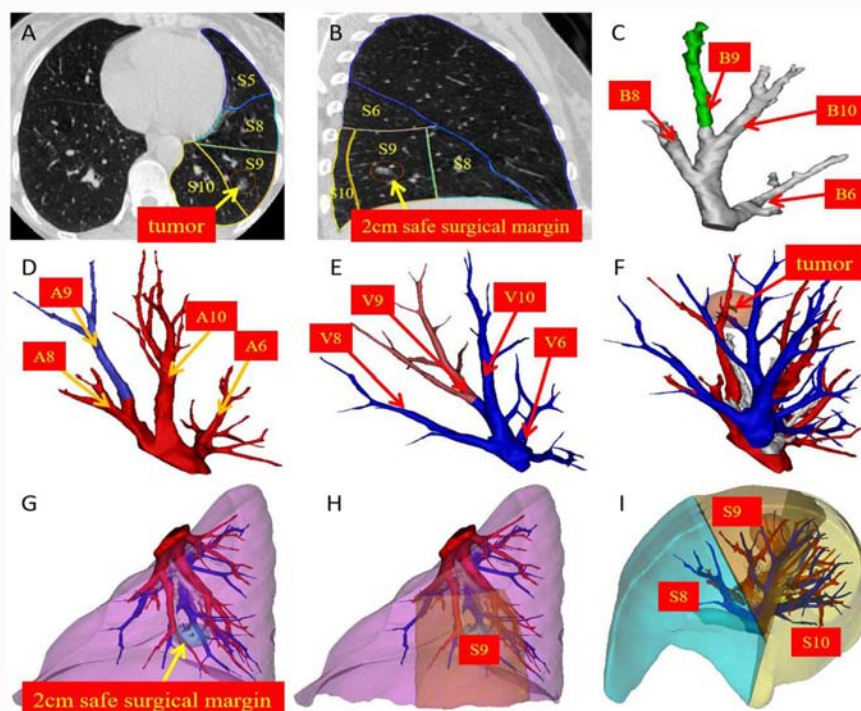 A
S5
S8
S9
S10
tumor
B
S6
S9
S8
S10
2cm safe surgical margin
C
B9
B8
B10
B6
D
A9
A10
A8
A6
E
V9
V10
V8
V6
F
tumor
G
2cm safe surgical margin
H
S9
I
S9
S8
S10